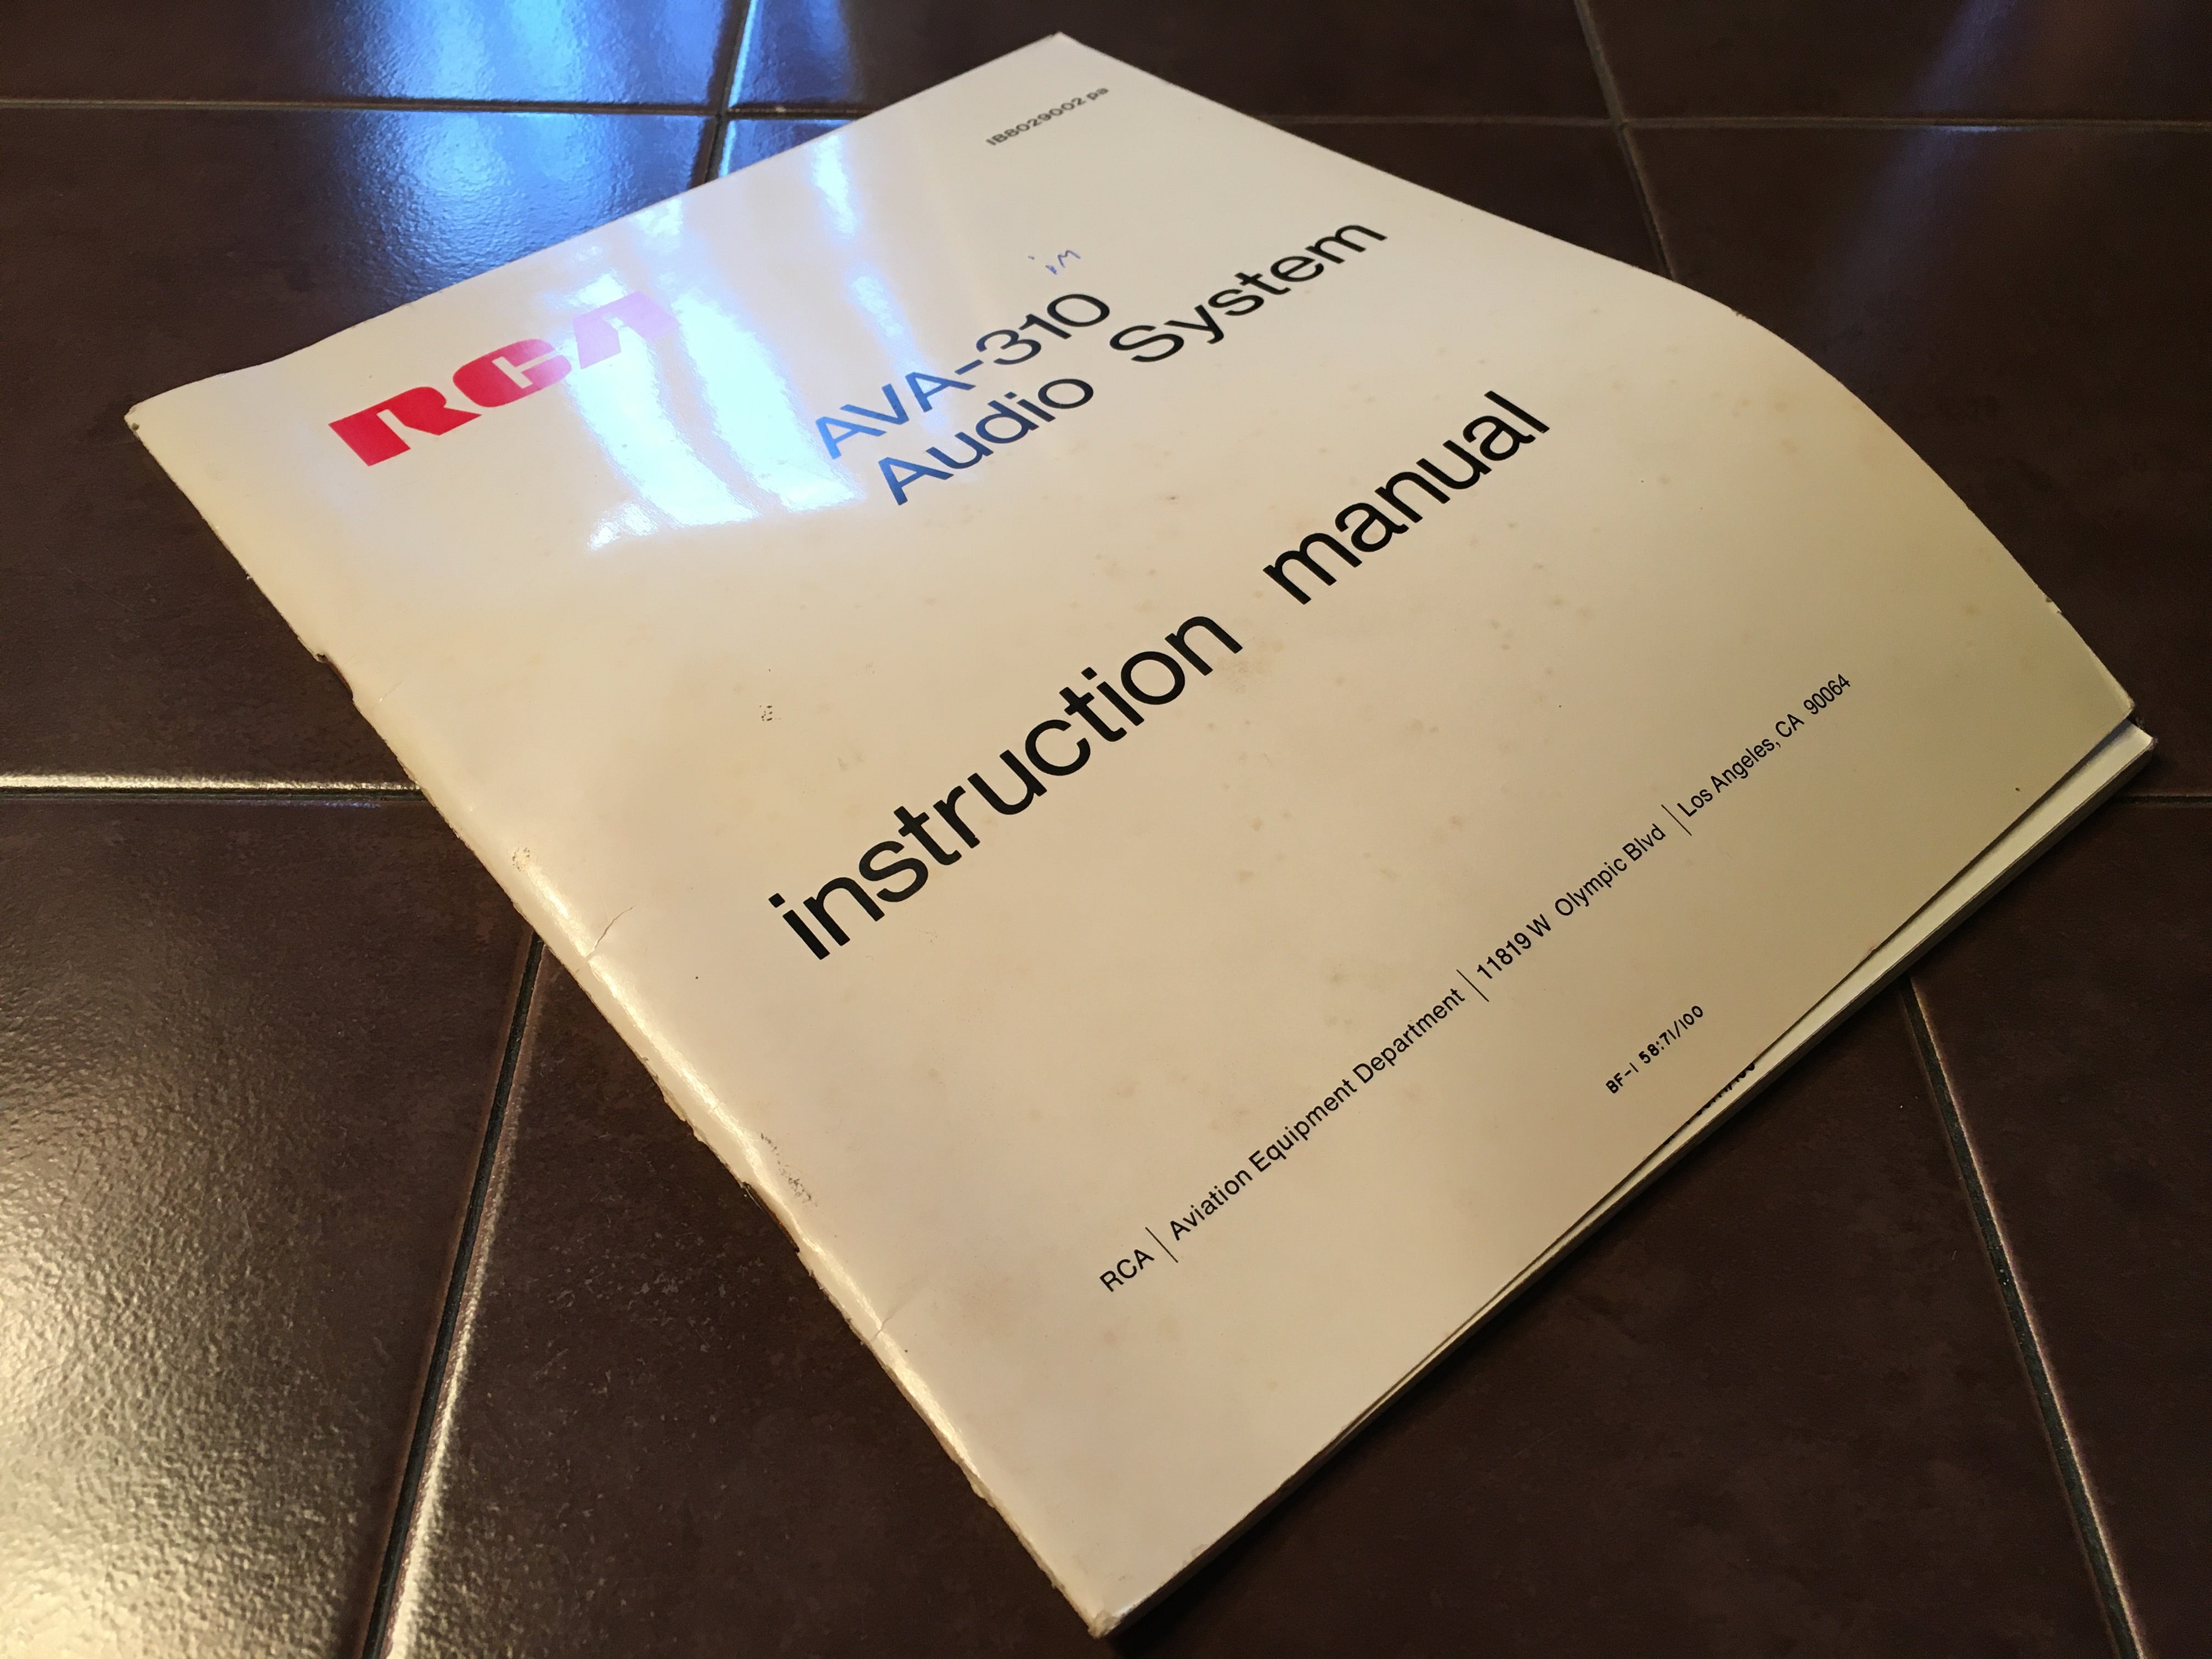 IB8029002 pa
RCA
im
AVA-310
Audio System
instruction manual
RCA | Aviation Equipment Department | 11819 W Olympic Blvd | Los Angeles, CA 90064
BF-1 58:71/100